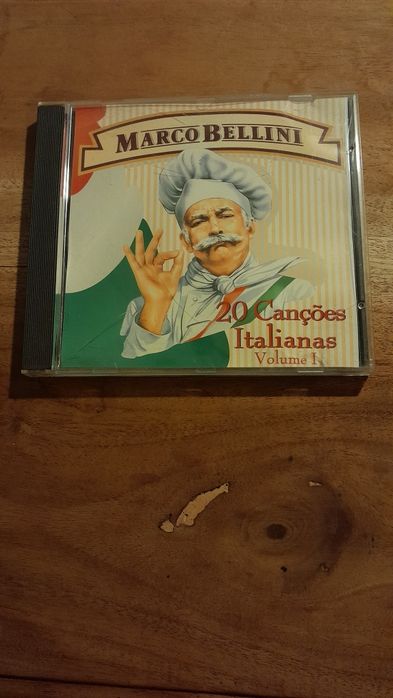 MARCO BELLINI
20 Canções
Italianas
Volume I